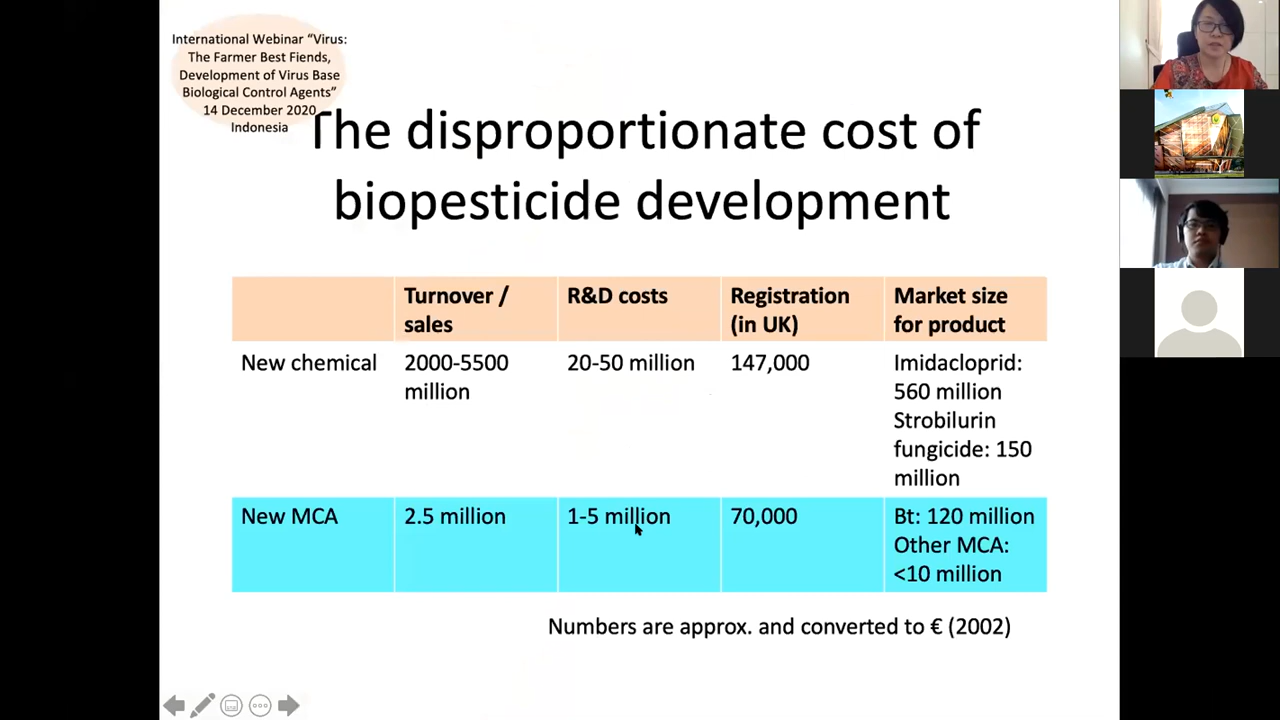 International Webinar “Virus:
The Farmer Best Fiends,
Development of Virus Base
Biological Control Agents”
14 December 2020
Indonesia
The disproportionate cost of
biopesticide development
Turnover /
sales
R&D costs
Registration
(in UK)
Market size
for product
New chemical
2000-5500
million
20-50 million
147,000
Imidacloprid:
560 million
Strobilurin
fungicide: 150
million
New MCA
2.5 million
1-5 million
70,000
Bt: 120 million
Other MCA:
<10 million
Numbers are approx. and converted to € (2002)